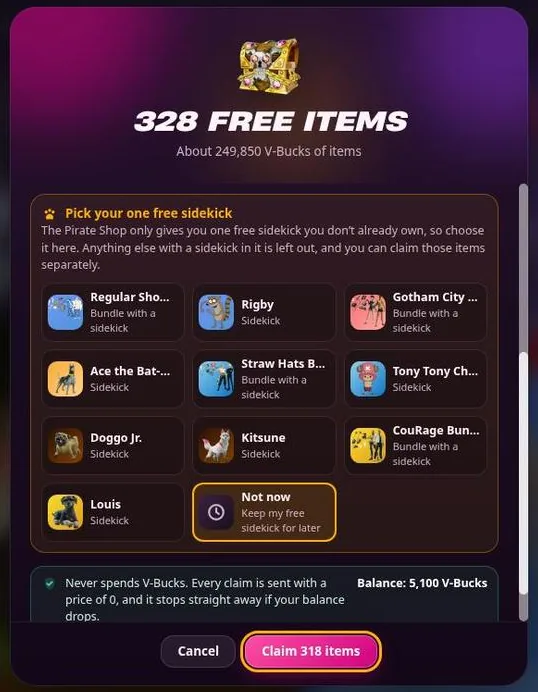 328 FREE ITEMS
About 249,850 V-Bucks of items
Pick your one free sidekick
The Pirate Shop only gives you one free sidekick you don't already own, so choose
it here. Anything else with a sidekick in it is left out, and you can claim those items
separately.
Regular Sho...
Bundle with a
sidekick
Rigby
Sidekick
Gotham City ...
Bundle with a
sidekick
Ace the Bat-...
Sidekick
Straw Hats B...
Bundle with a
sidekick
Tony Tony Ch...
Sidekick
Doggo Jr.
Sidekick
Kitsune
Sidekick
CouRage Bun...
Bundle with a
sidekick
Louis
Sidekick
Not now
Keep my free
sidekick for later
Never spends V-Bucks. Every claim is sent with a
price of 0, and it stops straight away if your balance
drops.
Balance: 5,100 V-Bucks
Cancel
Claim 318 items